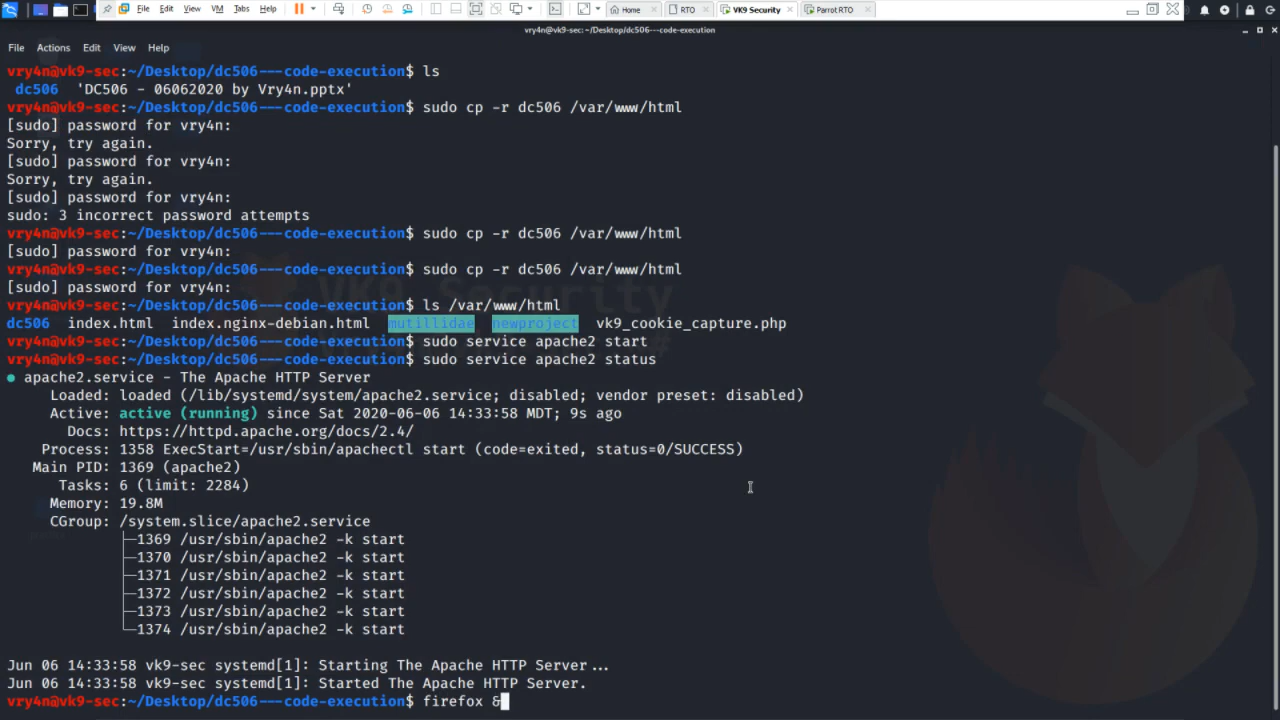 File Edit View VM Tabs Help Home RTO VK9 Security Parrot RTO
vry4n@vk9-sec:~/Desktop/dc506---code-execution
File Actions Edit View Help
vry4n@vk9-sec:~/Desktop/dc506---code-execution$ ls
dc506 'DC506 - 06062020 by Vry4n.pptx'
vry4n@vk9-sec:~/Desktop/dc506---code-execution$ sudo cp -r dc506 /var/www/html
[sudo] password for vry4n:
Sorry, try again.
[sudo] password for vry4n:
Sorry, try again.
[sudo] password for vry4n:
sudo: 3 incorrect password attempts
vry4n@vk9-sec:~/Desktop/dc506---code-execution$ sudo cp -r dc506 /var/www/html
[sudo] password for vry4n:
vry4n@vk9-sec:~/Desktop/dc506---code-execution$ sudo cp -r dc506 /var/www/html
[sudo] password for vry4n:
vry4n@vk9-sec:~/Desktop/dc506---code-execution$ ls /var/www/html
dc506 index.html index.nginx-debian.html mutillidae newproject vk9_cookie_capture.php
vry4n@vk9-sec:~/Desktop/dc506---code-execution$ sudo service apache2 start
vry4n@vk9-sec:~/Desktop/dc506---code-execution$ sudo service apache2 status
● apache2.service - The Apache HTTP Server
Loaded: loaded (/lib/systemd/system/apache2.service; disabled; vendor preset: disabled)
Active: active (running) since Sat 2020-06-06 14:33:58 MDT; 9s ago
Docs: https://httpd.apache.org/docs/2.4/
Process: 1358 ExecStart=/usr/sbin/apachectl start (code=exited, status=0/SUCCESS)
Main PID: 1369 (apache2)
Tasks: 6 (limit: 2284)
Memory: 19.8M
CGroup: /system.slice/apache2.service
├─1369 /usr/sbin/apache2 -k start
├─1370 /usr/sbin/apache2 -k start
├─1371 /usr/sbin/apache2 -k start
├─1372 /usr/sbin/apache2 -k start
├─1373 /usr/sbin/apache2 -k start
└─1374 /usr/sbin/apache2 -k start
Jun 06 14:33:58 vk9-sec systemd[1]: Starting The Apache HTTP Server...
Jun 06 14:33:58 vk9-sec systemd[1]: Started The Apache HTTP Server.
vry4n@vk9-sec:~/Desktop/dc506---code-execution$ firefox &
VK9 Security